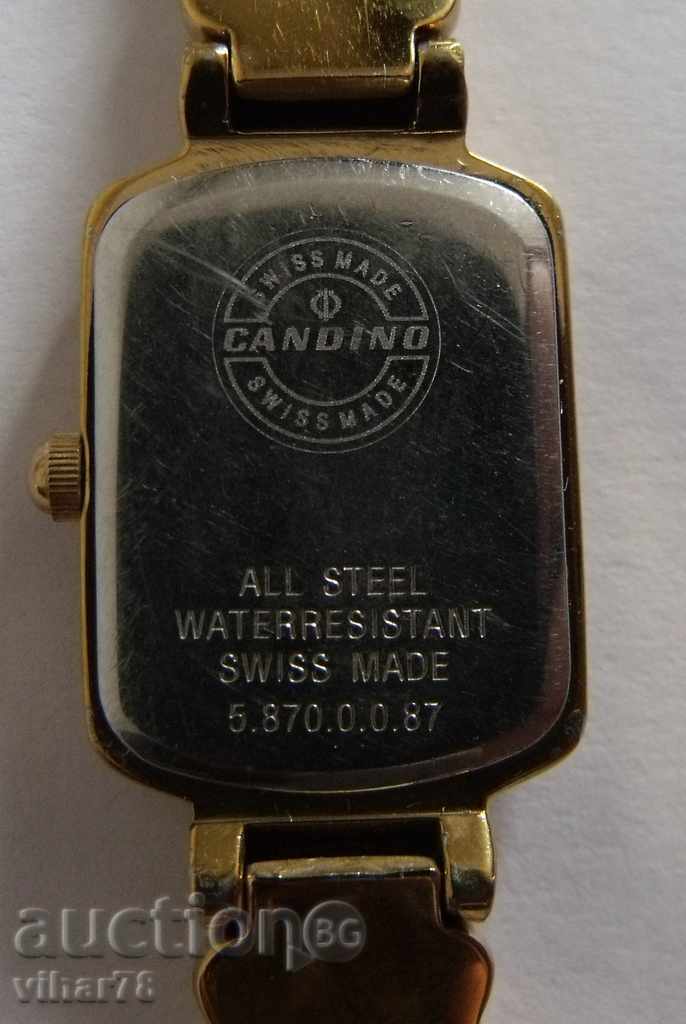 SWISS MADE
CANDINO
SWISS MADE
ALL STEEL
WATERRESISTANT
SWISS MADE
5.870.0.0.87
auction BG
vihar78